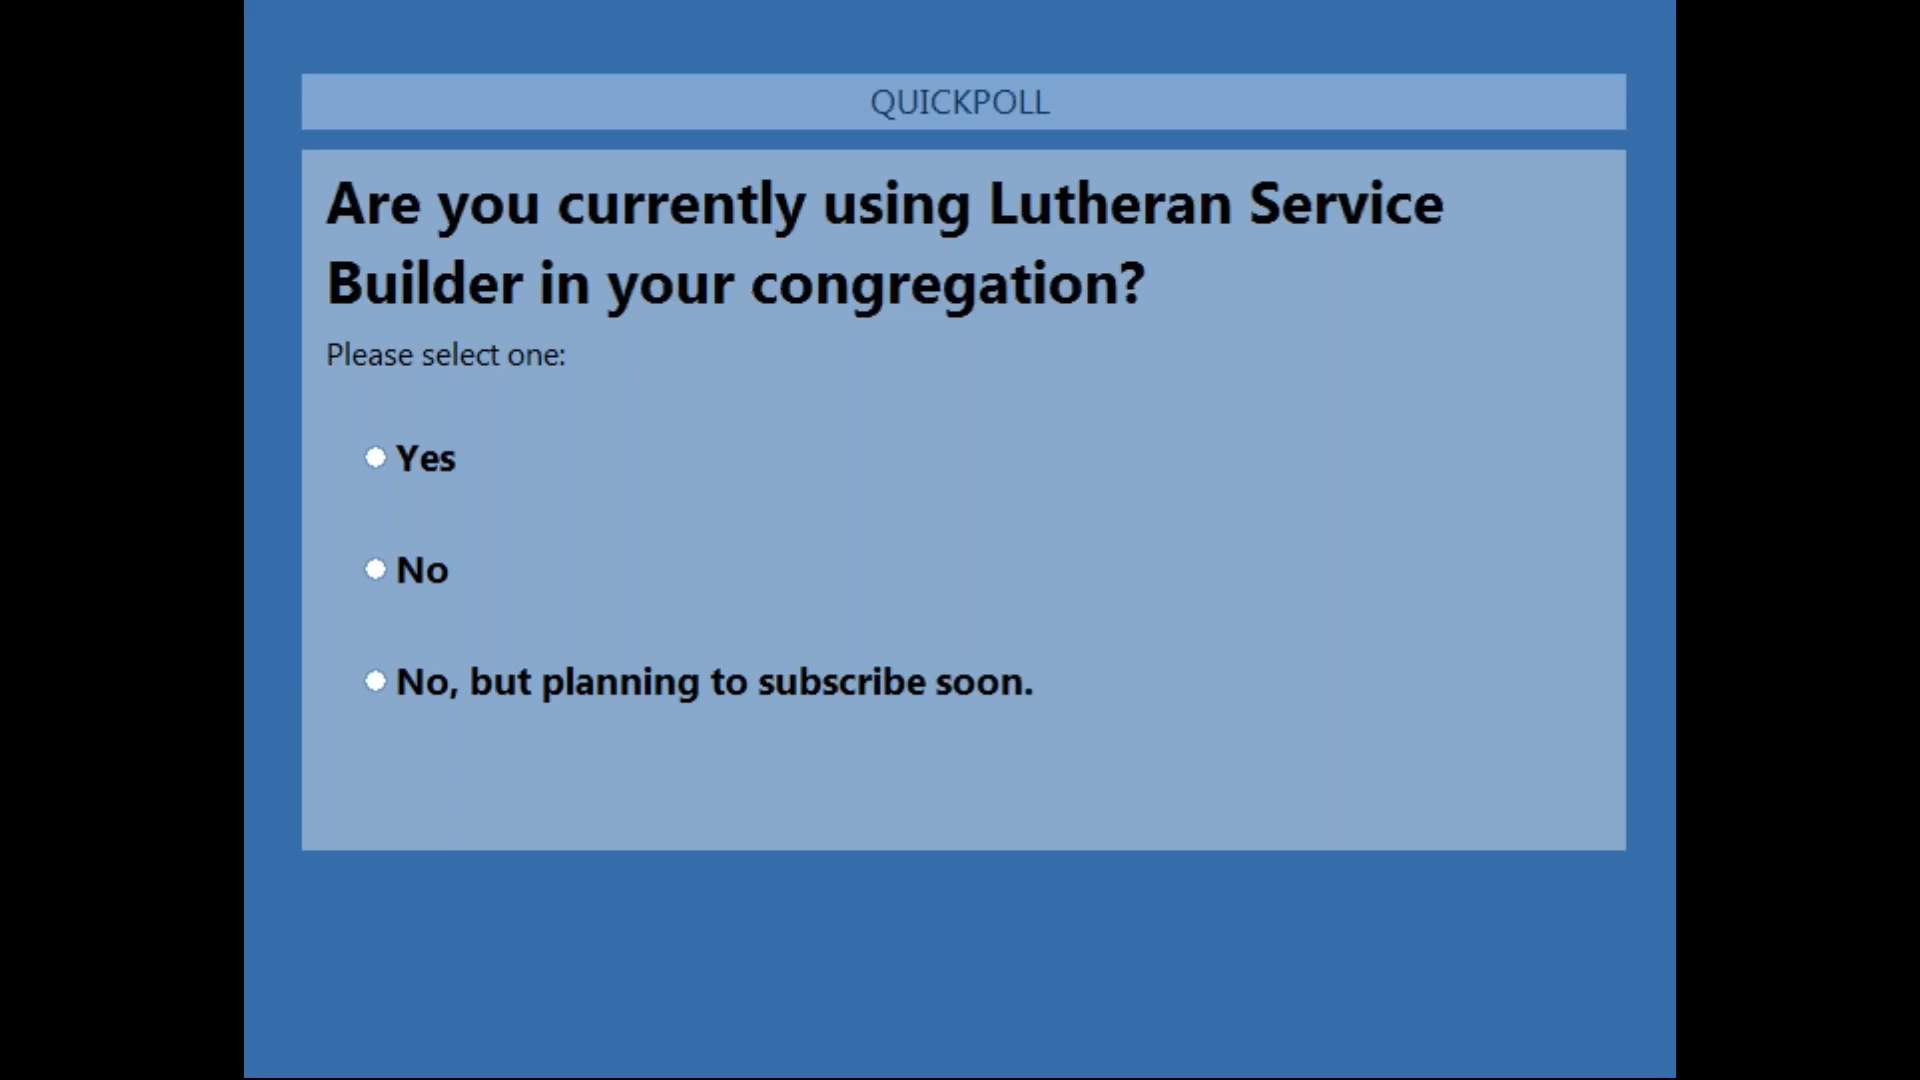 QUICKPOLL
Are you currently using Lutheran Service
Builder in your congregation?
Please select one:
Yes
No
No, but planning to subscribe soon.